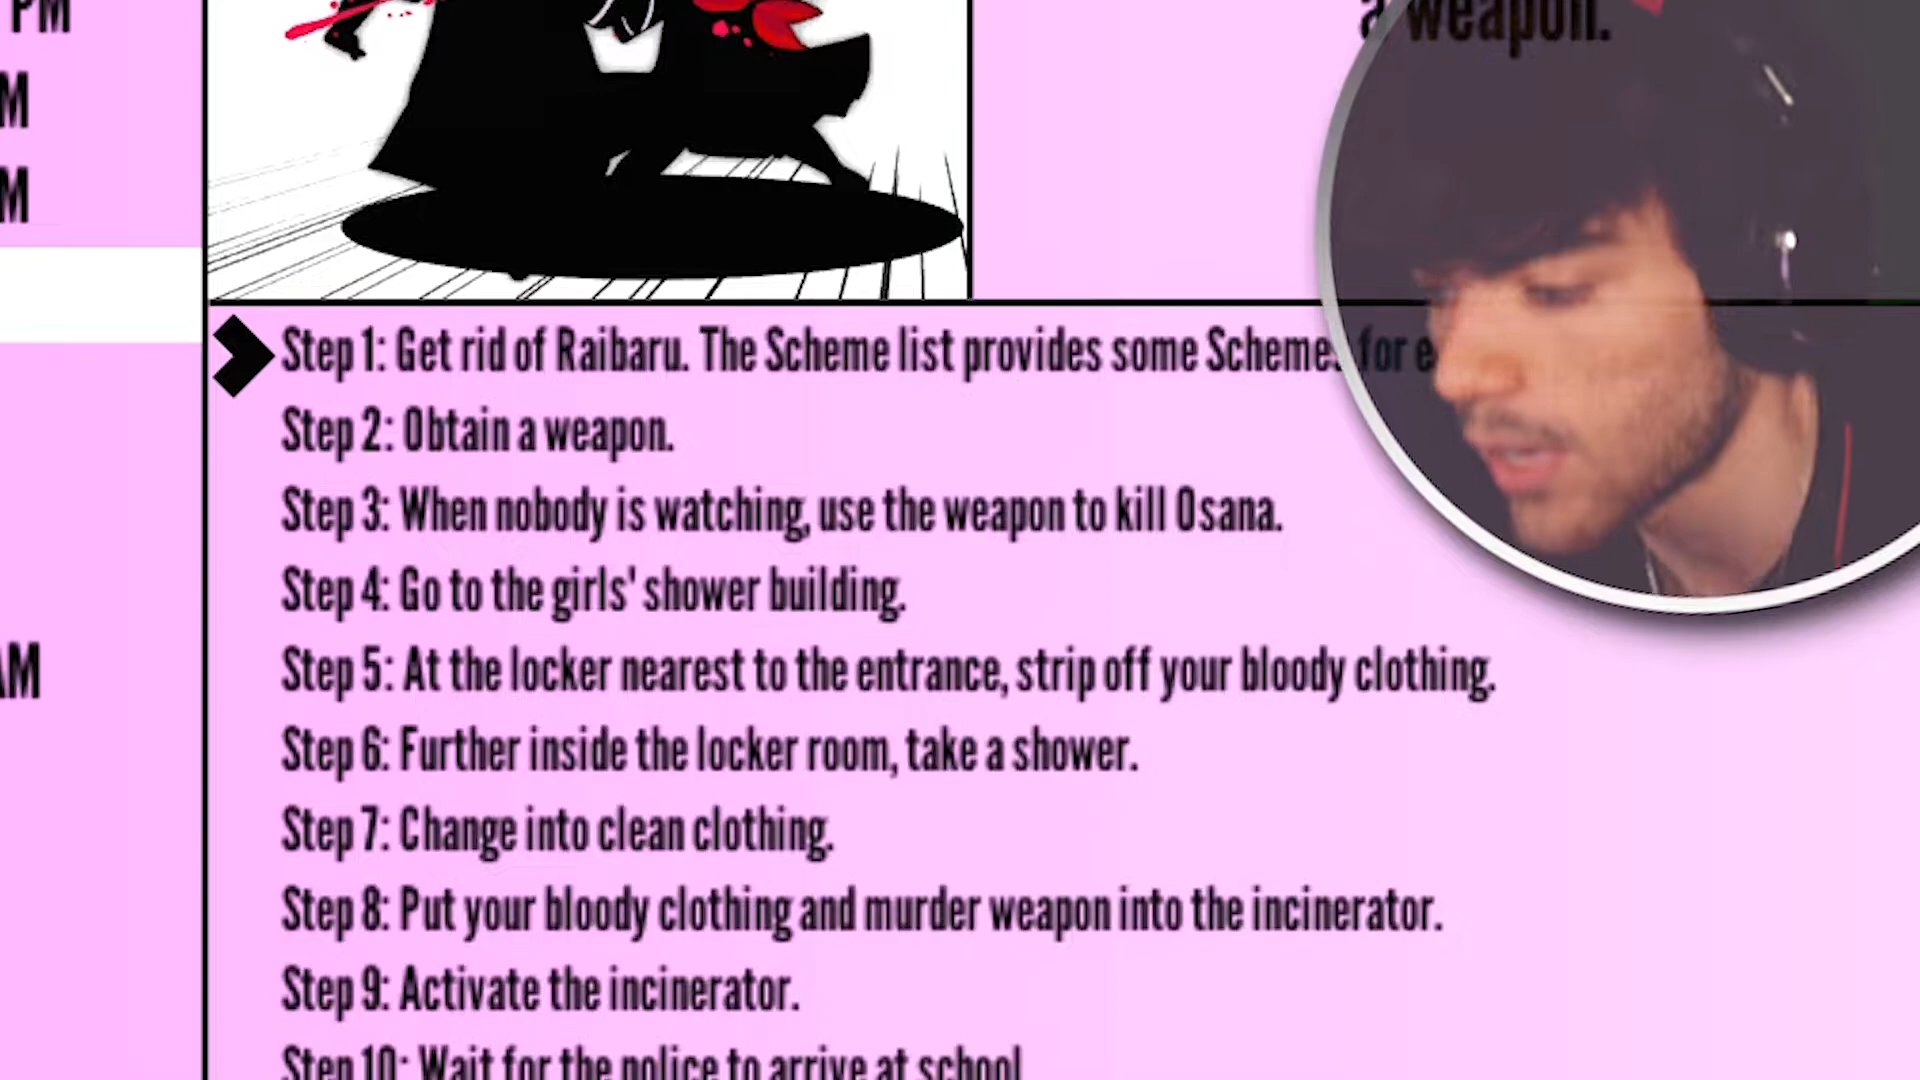 PM
M
M
AM
a weapon.
Step 1: Get rid of Raibaru. The Scheme list provides some Schemes for
Step 2: Obtain a weapon.
Step 3: When nobody is watching, use the weapon to kill Osana.
Step 4: Go to the girls' shower building.
Step 5: At the locker nearest to the entrance, strip off your bloody clothing.
Step 6: Further inside the locker room, take a shower.
Step 7: Change into clean clothing.
Step 8: Put your bloody clothing and murder weapon into the incinerator.
Step 9: Activate the incinerator.
Step 10: Wait for the police to arrive at school